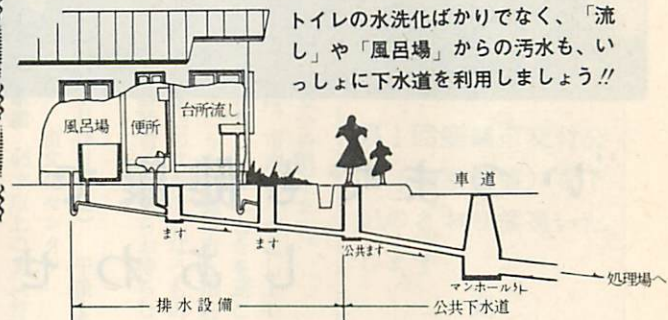 トイレの水洗化ばかりでなく、「流
し」や「風呂場」からの汚水も、い
っしょに下水道を利用しましょう!!
風呂場
便所
台所流し
車道
ます
ます
公共ます
マンホール
処理場へ
排水設備
公共下水道